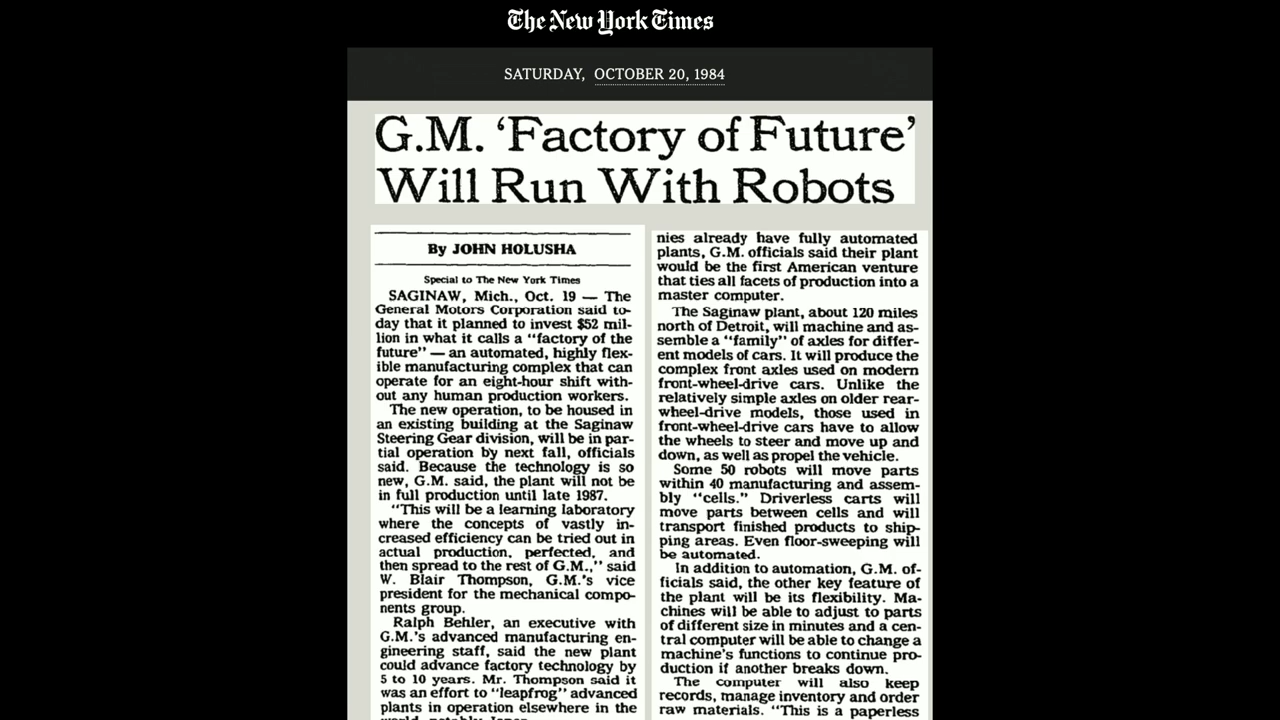 The New York Times
SATURDAY, OCTOBER 20, 1984
G.M. ‘Factory of Future’
Will Run With Robots
By JOHN HOLUSHA
Special to The New York Times
SAGINAW, Mich., Oct. 19 — The
General Motors Corporation said to-
day that it planned to invest $52 mil-
lion in what it calls a “factory of the
future” — an automated, highly flex-
ible manufacturing complex that can
operate for an eight-hour shift with-
out any human production workers.
The new operation, to be housed in
an existing building at the Saginaw
Steering Gear division, will be in par-
tial operation by next fall, officials
said. Because the technology is so
new, G.M. said, the plant will not be
in full production until late 1987.
“This will be a learning laboratory
where the concepts of vastly in-
creased efficiency can be tried out in
actual production, perfected, and
then spread to the rest of G.M.,” said
W. Blair Thompson, G.M.’s vice
president for the mechanical compo-
nents group.
Ralph Behler, an executive with
G.M.’s advanced manufacturing en-
gineering staff, said the new plant
could advance factory technology by
5 to 10 years. Mr. Thompson said it
was an effort to “leapfrog” advanced
plants in operation elsewhere in the
world, notably Japan.
nies already have fully automated
plants, G.M. officials said their plant
would be the first American venture
that ties all facets of production into a
master computer.
The Saginaw plant, about 120 miles
north of Detroit, will machine and as-
semble a “family” of axles for differ-
ent models of cars. It will produce the
complex front axles used on modern
front-wheel-drive cars. Unlike the
relatively simple axles on older rear-
wheel-drive models, those used in
front-wheel-drive cars have to allow
the wheels to steer and move up and
down, as well as propel the vehicle.
Some 50 robots will move parts
within 40 manufacturing and assem-
bly “cells.” Driverless carts will
move parts between cells and will
transport finished products to ship-
ping areas. Even floor-sweeping will
be automated.
In addition to automation, G.M. of-
ficials said, the other key feature of
the plant will be its flexibility. Ma-
chines will be able to adjust to parts
of different size in minutes and a cen-
tral computer will be able to change a
machine’s functions to continue pro-
duction if another breaks down.
The computer will also keep
records, manage inventory and order
raw materials. “This is a paperless